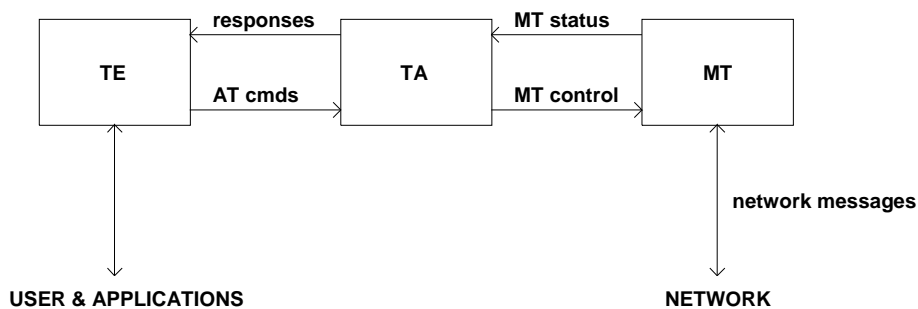 responses
MT status
TE
TA
MT
AT cmds
MT control
network messages
USER & APPLICATIONS
NETWORK